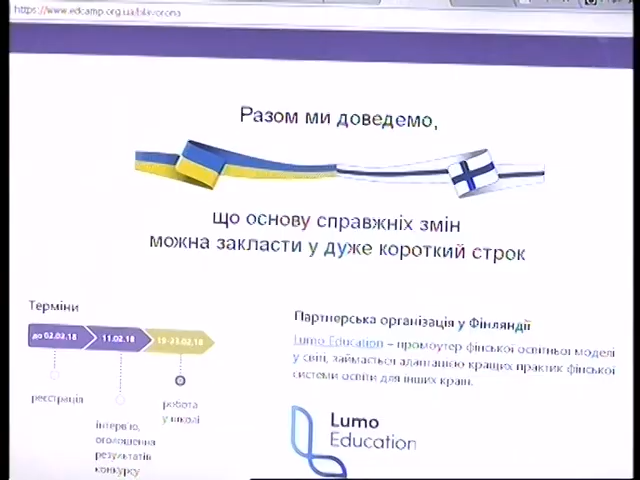 https://www.edcamp.org.ua/bilavorona
Разом ми доведемо,
що основу справжніх змін
можна закласти у дуже короткий строк
Терміни
до 02.02.18
11.02.18
19-23.02.18
реєстрація
інтерв'ю,
оголошення
результатів
конкурсу
робота
у школі
Партнерська організація у Фінляндії
Lumo Education – промоутер фінської освітньої моделі
у світі, займається адаптацією кращих практик фінської
системи освіти для інших країн.
Lumo
Education